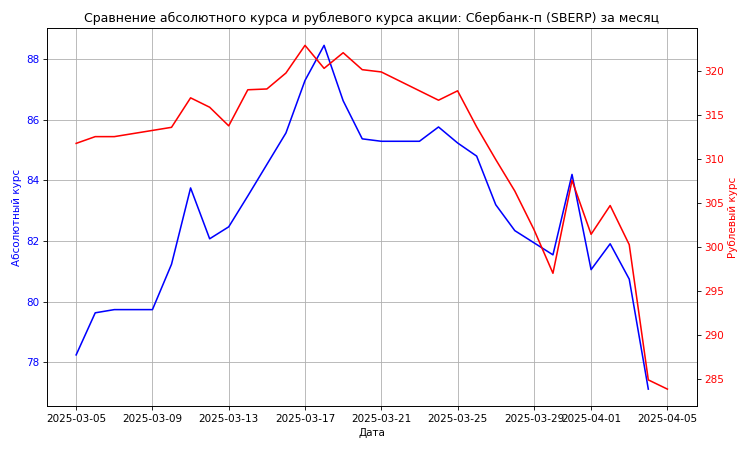 Сравнение абсолютного курса и рублевого курса акции: Сбербанк-п (SBERP) за месяц
88
86
84
82
80
78
Абсолютный курс
320
315
310
305
300
295
290
285
Рублевый курс
2025-03-05 2025-03-09 2025-03-13 2025-03-17 2025-03-21 2025-03-25 2025-03-29 2025-04-01 2025-04-05
Дата